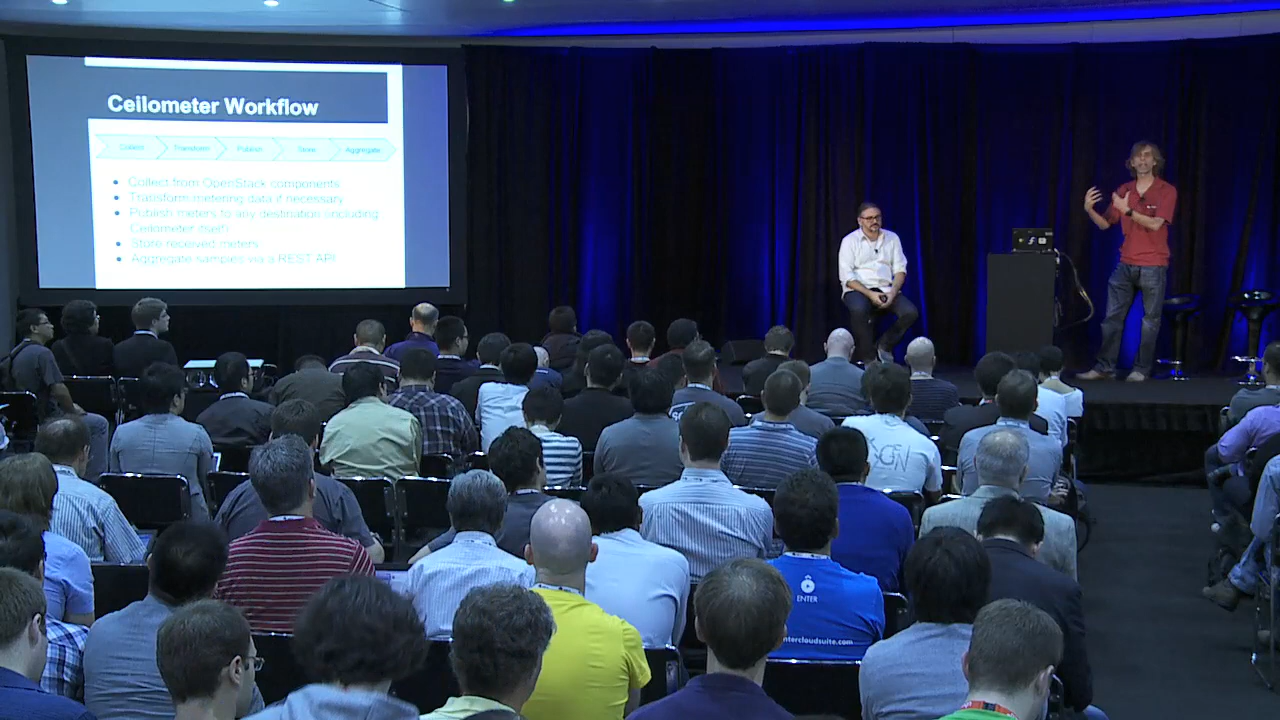 Ceilometer Workflow
Collect Transform Publish Store Aggregate
• Collect from OpenStack components
• Transform metering data if necessary
• Publish meters to any destination (including
Ceilometer itself)
• Store received meters
• Aggregate samples via a REST API
ENTER
entercloudsuite.com